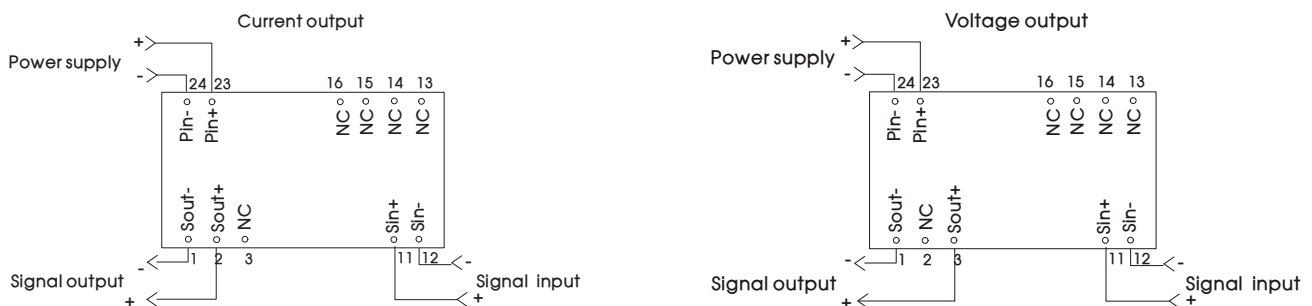 Current output
+
Power supply
-
24 23 16 15 14 13
Pin- Pin+ NC NC NC NC
Sout- Sout+ NC Sin+ Sin-
1 2 3 11 12
Signal output - - Signal input
+ +
Voltage output
+
Power supply
-
24 23 16 15 14 13
Pin- Pin+ NC NC NC NC
Sout- NC Sout+ Sin+ Sin-
1 2 3 11 12
Signal output - - Signal input
+ +